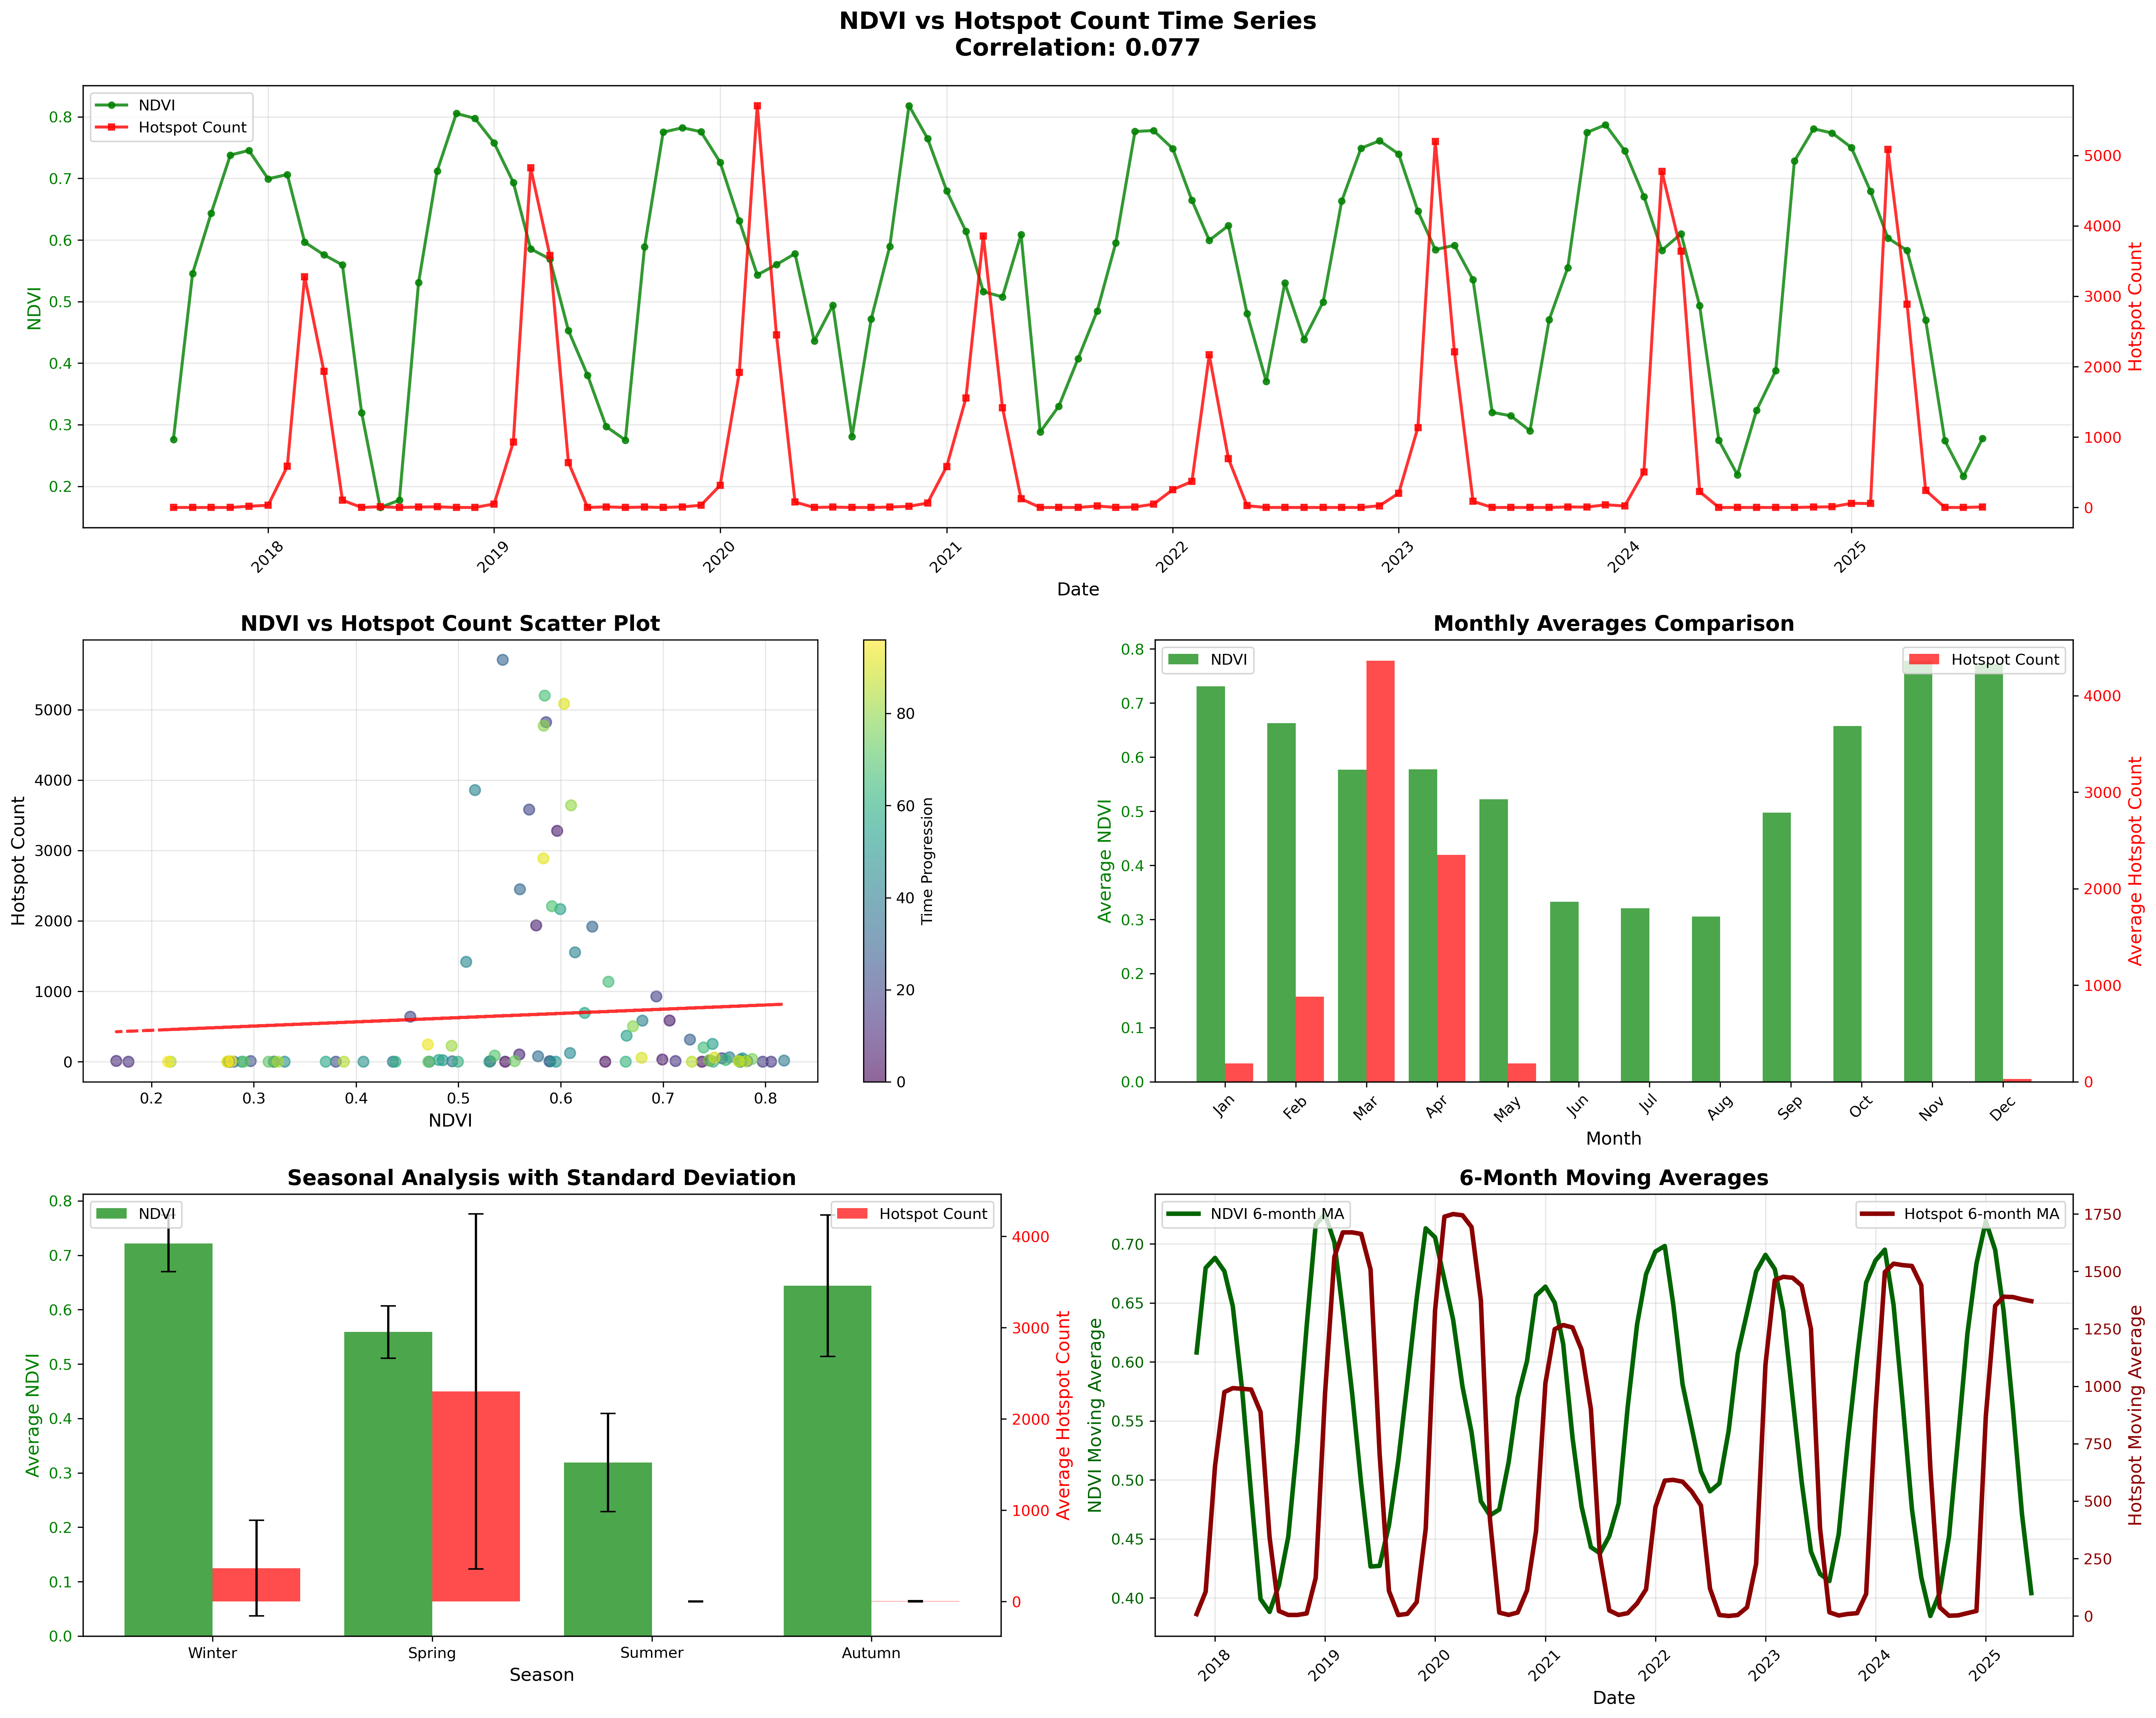 NDVI vs Hotspot Count Time Series
Correlation: 0.077
NDVI
Hotspot Count
0.8
0.7
0.6
0.5
0.4
0.3
0.2
NDVI
5000
4000
3000
2000
1000
0
Hotspot Count
2018
2019
2020
2021
2022
2023
2024
2025
Date
NDVI vs Hotspot Count Scatter Plot
5000
4000
3000
2000
1000
0
Hotspot Count
0.2
0.3
0.4
0.5
0.6
0.7
0.8
NDVI
80
60
40
20
0
Time Progression
Monthly Averages Comparison
NDVI
Hotspot Count
0.8
0.7
0.6
0.5
0.4
0.3
0.2
0.1
0.0
Average NDVI
4000
3000
2000
1000
0
Average Hotspot Count
Jan
Feb
Mar
Apr
May
Jun
Jul
Aug
Sep
Oct
Nov
Dec
Month
Seasonal Analysis with Standard Deviation
NDVI
Hotspot Count
0.8
0.7
0.6
0.5
0.4
0.3
0.2
0.1
0.0
Average NDVI
4000
3000
2000
1000
0
Average Hotspot Count
Winter
Spring
Summer
Autumn
Season
6-Month Moving Averages
NDVI 6-month MA
Hotspot 6-month MA
0.70
0.65
0.60
0.55
0.50
0.45
0.40
NDVI Moving Average
1750
1500
1250
1000
750
500
250
0
Hotspot Moving Average
2018
2019
2020
2021
2022
2023
2024
2025
Date